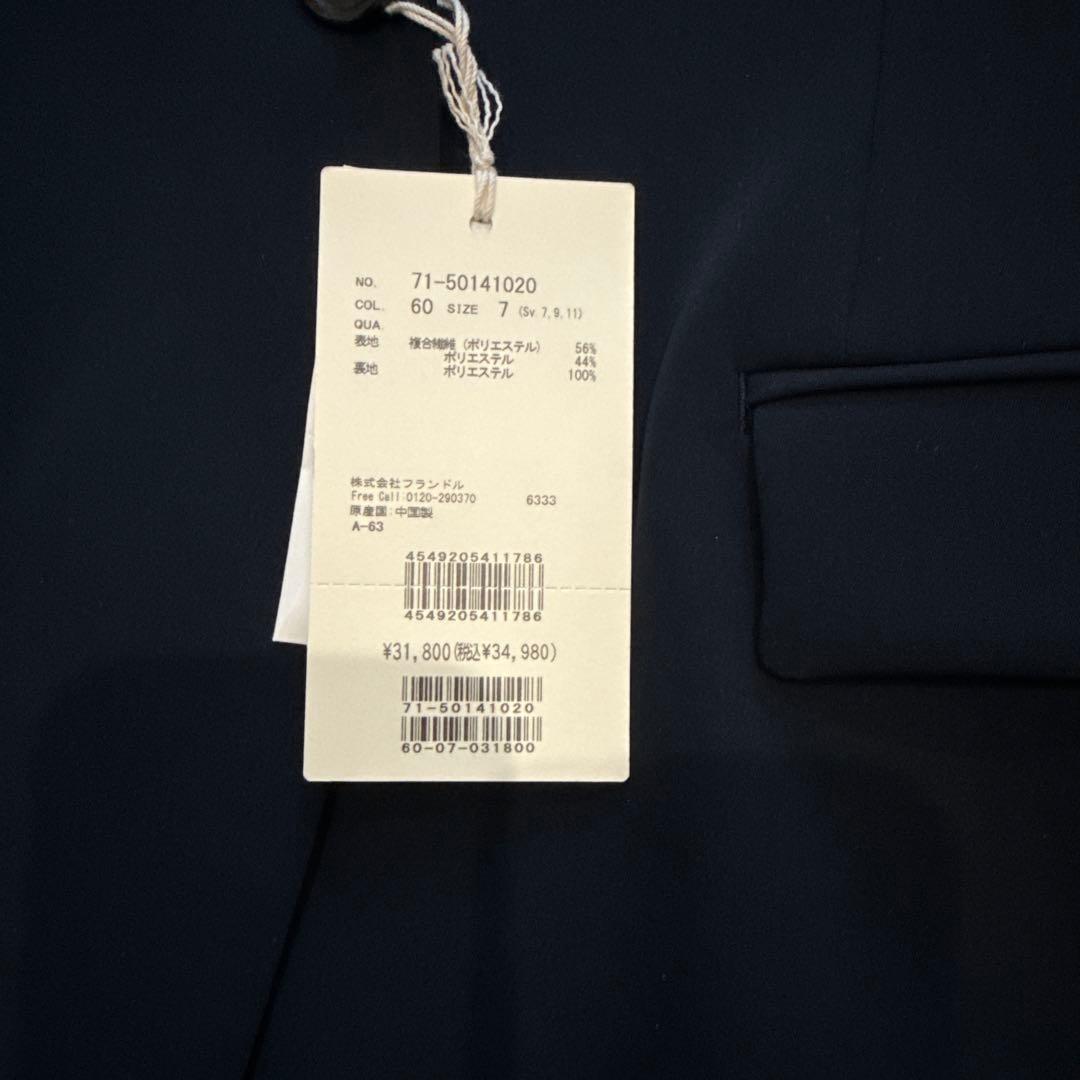 NO. 71-50141020
COL. 60 SIZE 7 (Sv 7,9,11)
QUA.
表地 複合繊維(ポリエステル) 56%
ポリエステル 44%
裏地 ポリエステル 100%
株式会社フランドル
Free Call:0120-290370 6333
原産国:中国製
A-63
4549205411786
4549205411786
¥31,800(税込¥34,980)
71-50141020
60-07-031800